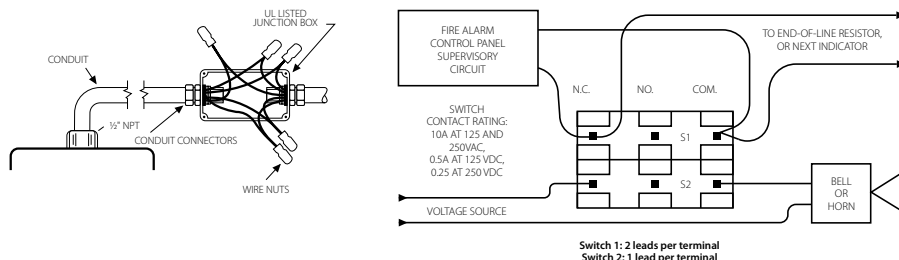 UL LISTED
JUNCTION BOX
CONDUIT
½" NPT
CONDUIT CONNECTORS
WIRE NUTS
FIRE ALARM
CONTROL PANEL
SUPERVISORY
CIRCUIT
TO END-OF-LINE RESISTOR,
OR NEXT INDICATOR
N.C.
NO.
COM.
SWITCH
CONTACT RATING:
10A AT 125 AND
250VAC,
0.5A AT 125 VDC,
0.25 AT 250 VDC
S1
S2
BELL
OR
HORN
VOLTAGE SOURCE
Switch 1: 2 leads per terminal
Switch 2: 1 lead per terminal